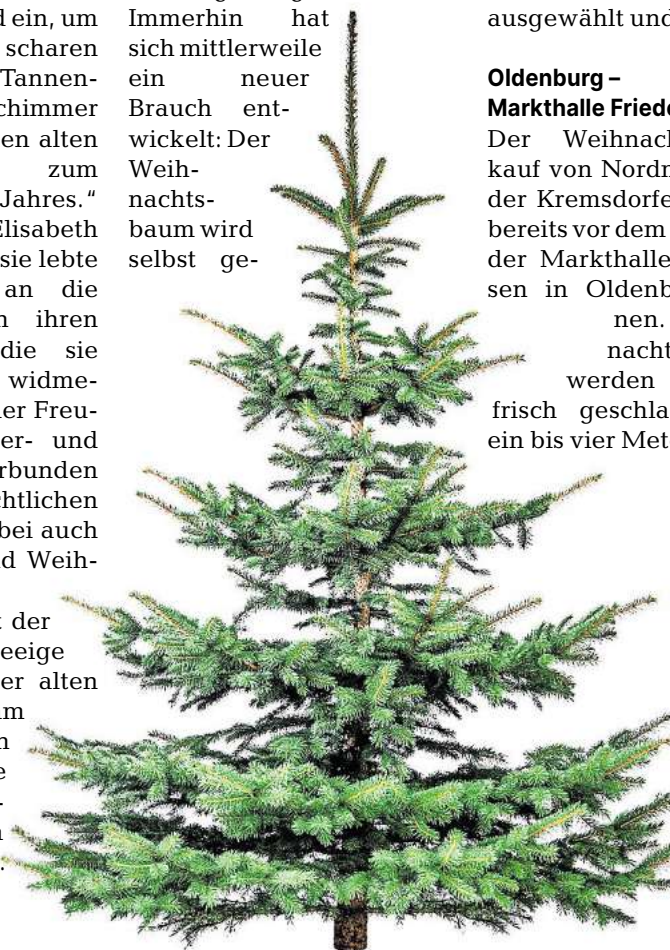 d ein, um
scharen
Tannen-
chimmer
en alten
zum
Jahres."
Elisabeth
sie lebte
an die
ihren
die sie
widme-
er Freu-
er- und
rbunden
chtlichen
bei auch
d Weih-
der
eeige
er alten
Immerhin hat
sich mittlerweile
ein neuer
Brauch ent-
wickelt: Der
Weih-
nachts-
baum wird
selbst ge-
ausgewählt und
Oldenburg –
Markthalle Friede
Der Weihnach
kauf von Nordm
der Kremsdorfe
bereits vor dem
der Markthalle
sen in Oldenb
nen.
nacht
werden
frisch geschla
ein bis vier Met